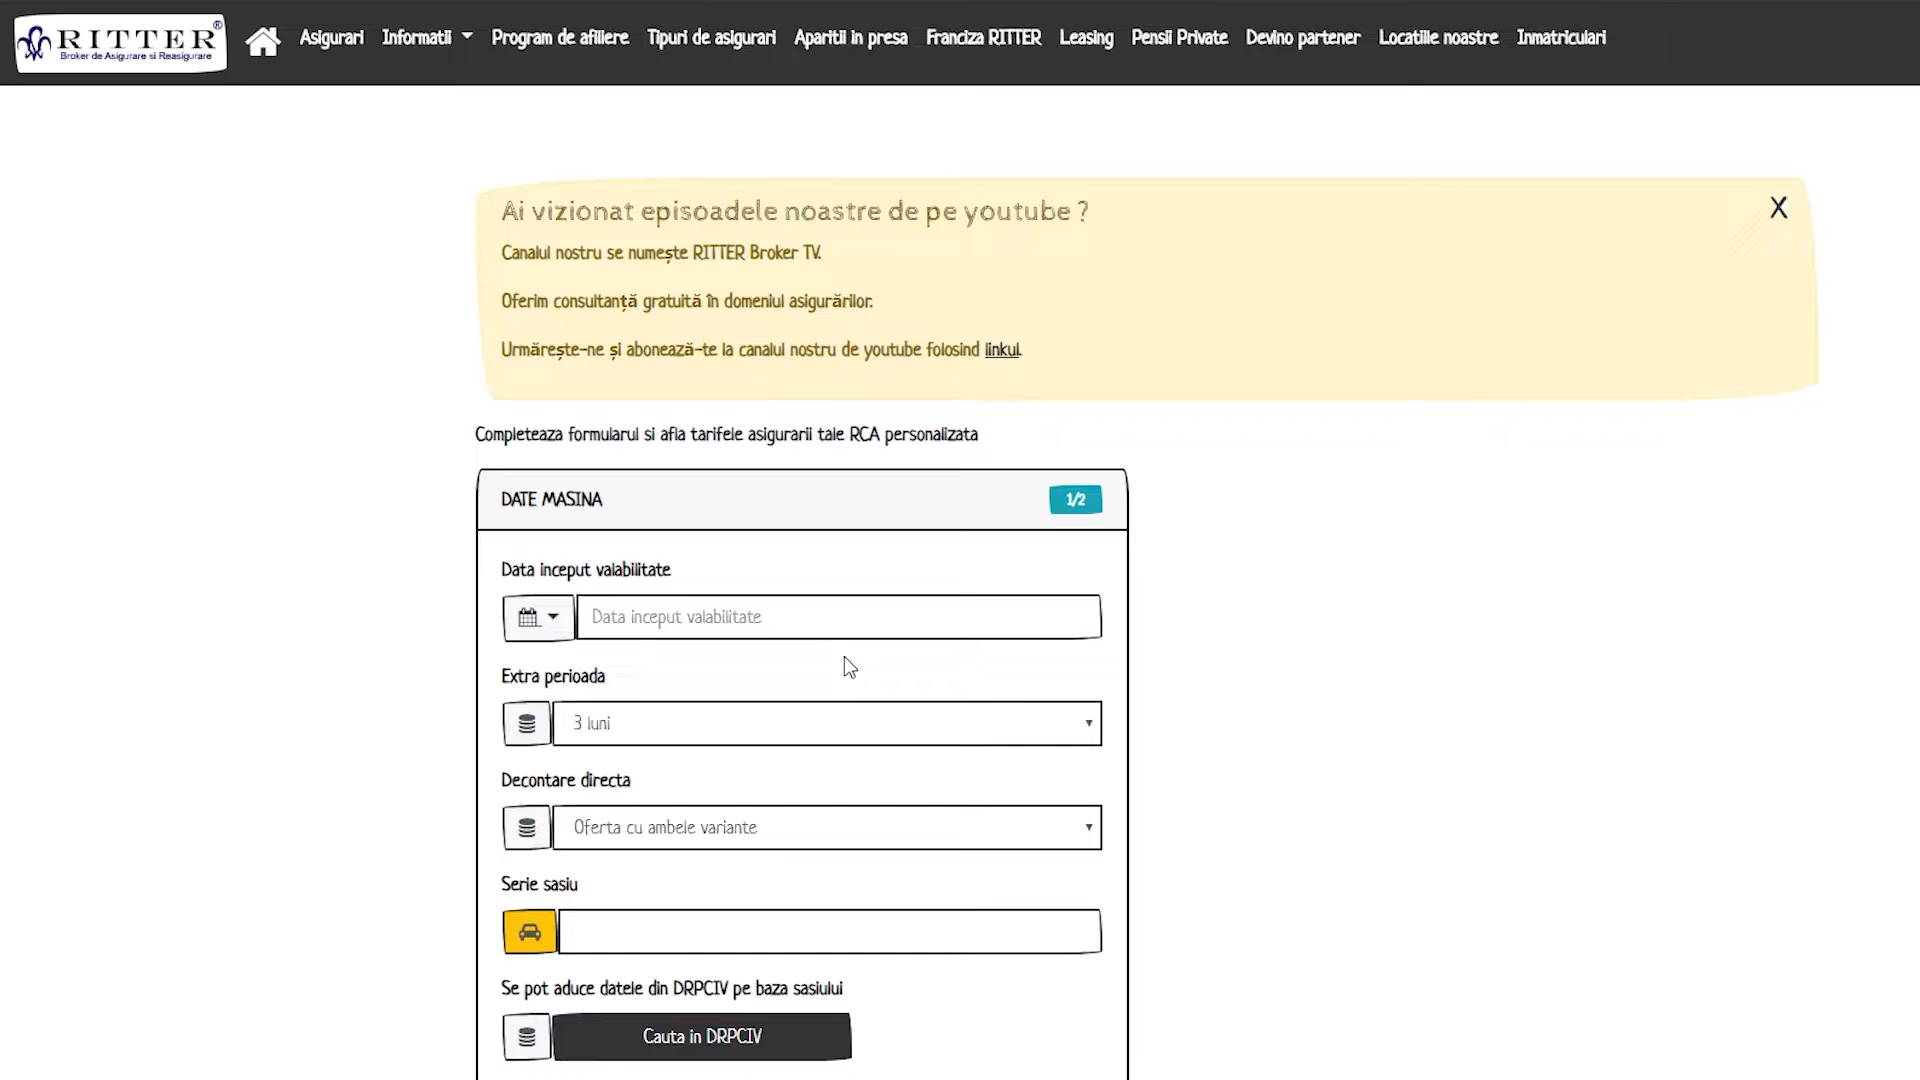 RITTER®
Broker de Asigurare si Reasigurare
Asigurari Informatii Program de afiliere Tipuri de asigurari Aparitii in presa Franciza RITTER Leasing Pensii Private Devino partener Locatiile noastre Inmatriculari
Ai vizionat episoadele noastre de pe youtube ?
X
Canalul nostru se numește RITTER Broker TV.
Oferim consultanță gratuită în domeniul asigurărilor.
Urmărește-ne și abonează-te la canalul nostru de youtube folosind linkul.
Completeaza formularul si afla tarifele asigurarii tale RCA personalizata
DATE MASINA 1/2
Data inceput valabilitate
Data inceput valabilitate
Extra perioada
3 luni
Decontare directa
Oferta cu ambele variante
Serie sasiu
Se pot aduce datele din DRPCIV pe baza sasiului
Cauta in DRPCIV